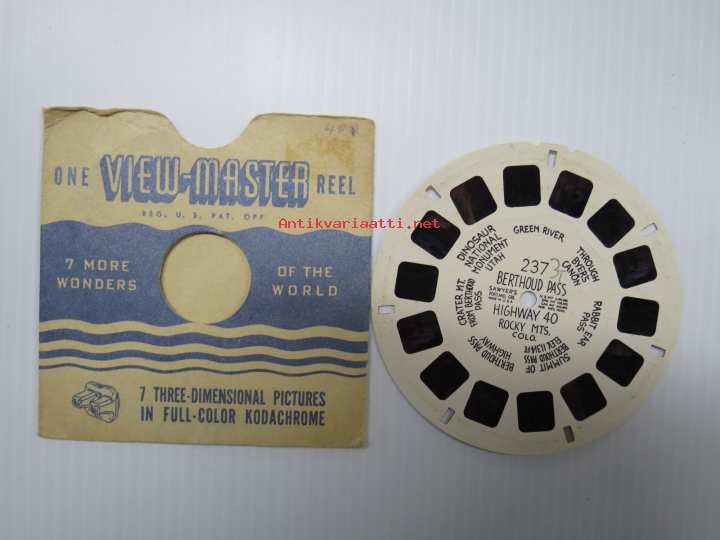 ONE VIEW-MASTER REEL
REG. U. S. PAT. OFF
7 MORE WONDERS
OF THE WORLD
7 THREE-DIMENSIONAL PICTURES
IN FULL-COLOR KODACHROME
Antikvariaatti.net
237
BERTHOUD PASS
SAWYER'S
HIGHWAY 40
ROCKY MTS.
COLO.
GREEN RIVER
THROUGH
BYERS
CANON
RABBIT EAR
PASS
SUMMIT OF
BERTHOUD PASS
ELEV. 11314 FT.
BERTHOUD PASS
HIGHWAY
CRATER MT.
FROM BERTHOUD
PASS
DINOSAUR
NATIONAL
MONUMENT
UTAH